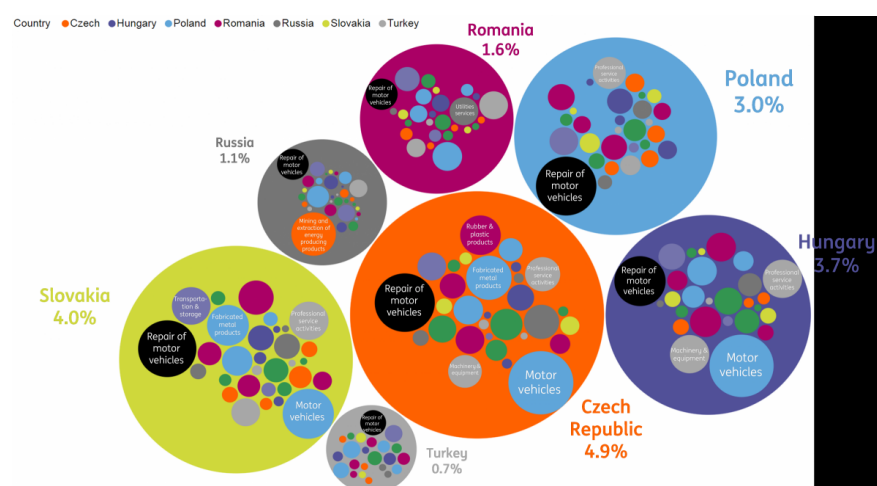 Country Czech Hungary Poland Romania Russia Slovakia Turkey
Romania
1.6%
Repair of
motor
vehicles
Utilities
services
Poland
3.0%
Professional
service
activities
Repair of
motor
vehicles
Russia
1.1%
Repair of
motor
vehicles
Mining and
extraction of
energy
producing
products
Hungary
3.7%
Repair of
motor
vehicles
Professional
service
activities
Machinery &
equipment
Motor
vehicles
Slovakia
4.0%
Transporta-
tion &
storage
Fabricated
metal
products
Professional
service
activities
Repair of
motor
vehicles
Motor
vehicles
Rubber &
plastic
products
Fabricated
metal
products
Professional
service
activities
Repair of
motor
vehicles
Machinery &
equipment
Motor
vehicles
Czech
Republic
4.9%
Repair of
motor
vehicles
Turkey
0.7%